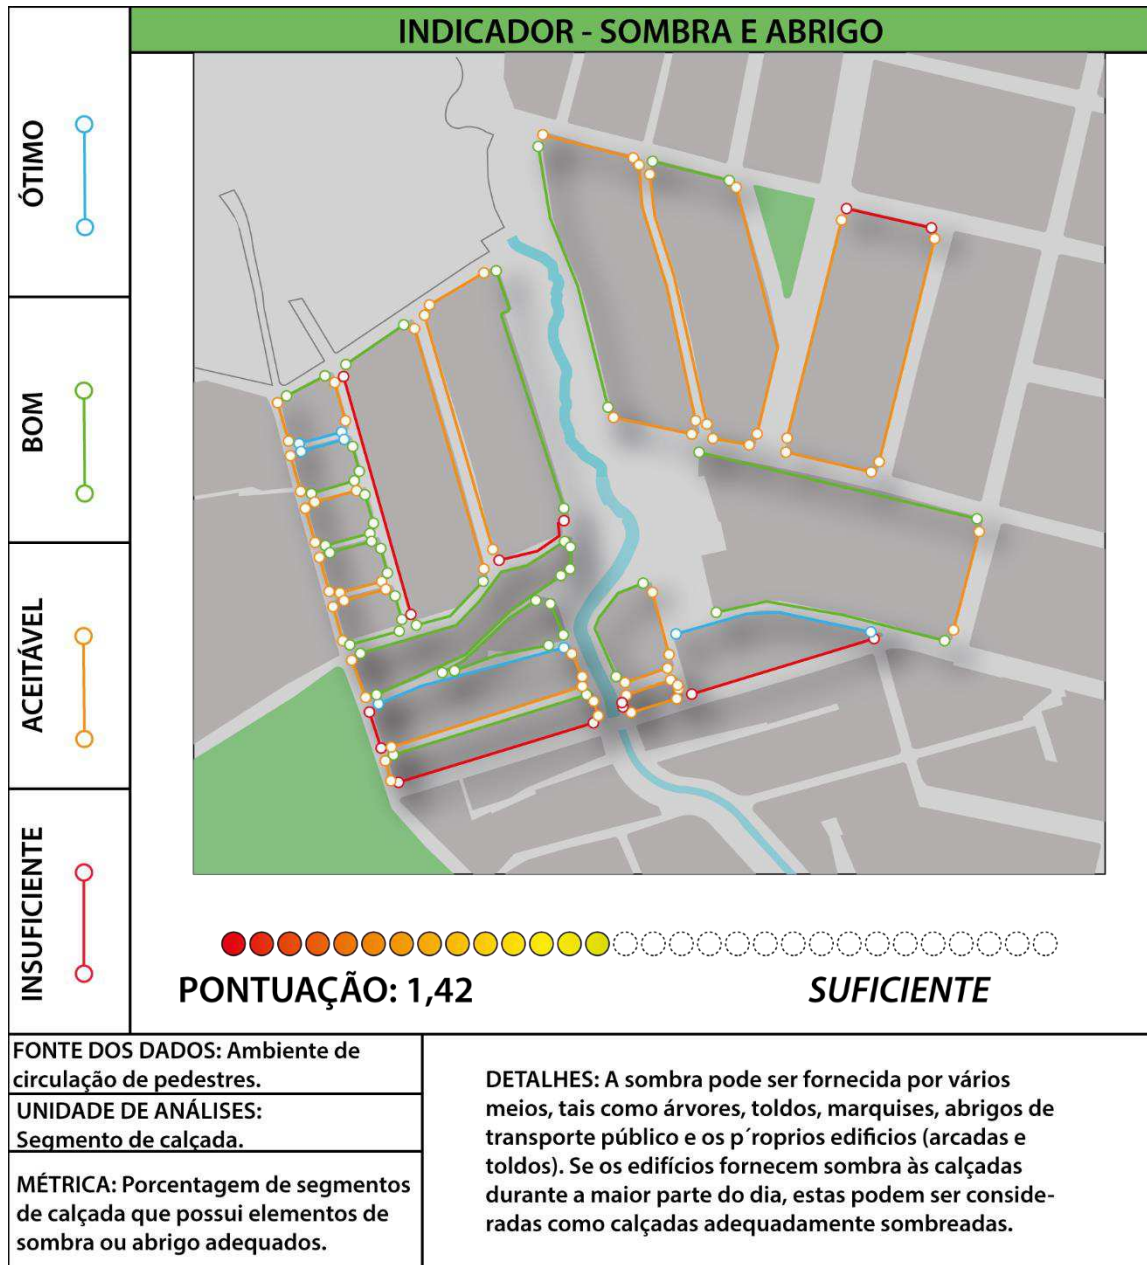 INDICADOR - SOMBRA E ABRIGO
ÓTIMO
BOM
ACEITÁVEL
INSUFICIENTE
PONTUAÇÃO: 1,42
SUFICIENTE
FONTE DOS DADOS: Ambiente de
circulação de pedestres.
UNIDADE DE ANÁLISES:
Segmento de calçada.
MÉTRICA: Porcentagem de segmentos
de calçada que possui elementos de
sombra ou abrigo adequados.
DETALHES: A sombra pode ser fornecida por vários
meios, tais como árvores, toldos, marquises, abrigos de
transporte público e os p´roprios edificios (arcadas e
toldos). Se os edifícios fornecem sombra às calçadas
durante a maior parte do dia, estas podem ser conside-
radas como calçadas adequadamente sombreadas.